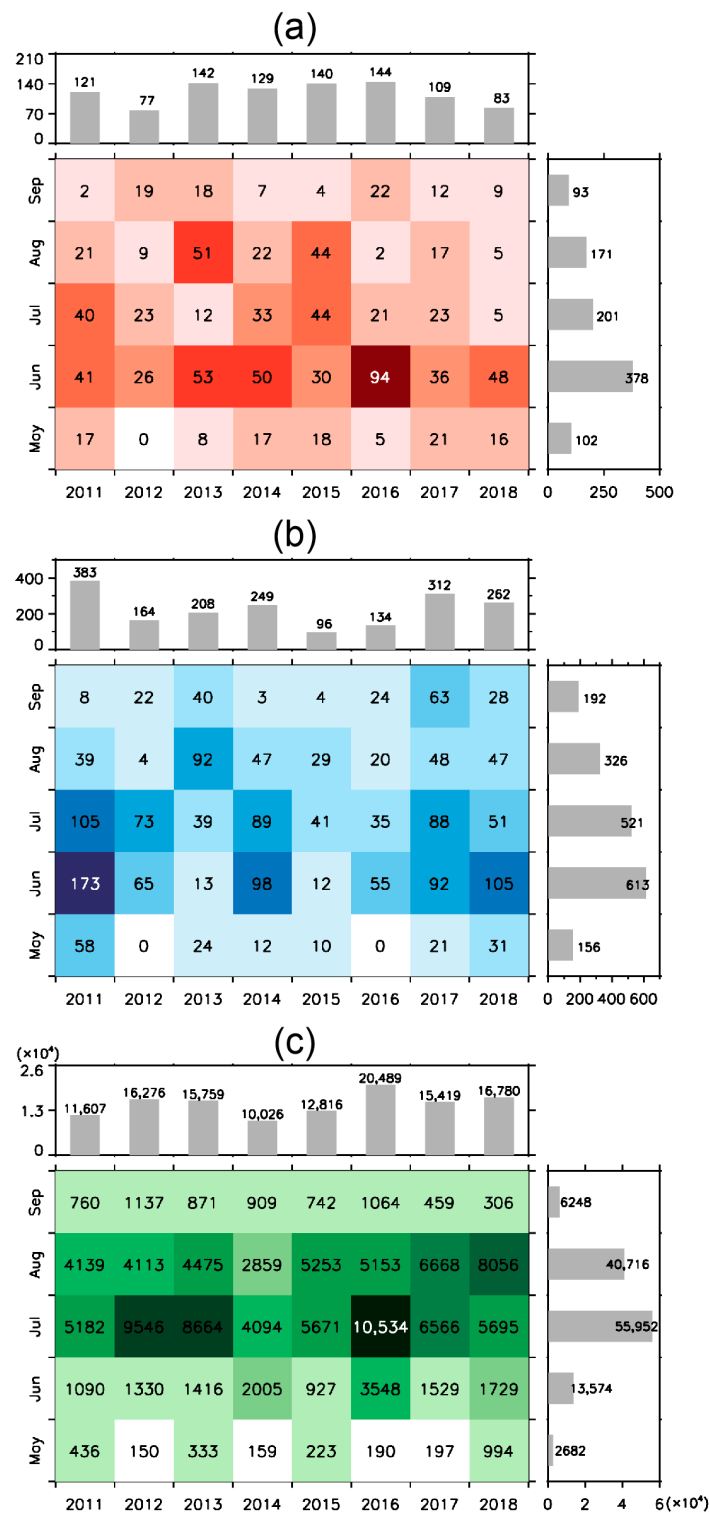 (a)
210
140
70
0
121 77 142 129 140 144 109 83
Sep 2 19 18 7 4 22 12 9 93
Aug 21 9 51 22 44 2 17 5 171
Jul 40 23 12 33 44 21 23 5 201
Jun 41 26 53 50 30 94 36 48 378
May 17 0 8 17 18 5 21 16 102
2011 2012 2013 2014 2015 2016 2017 2018 0 250 500
(b)
400
200
0
383 164 208 249 96 134 312 262
Sep 8 22 40 3 4 24 63 28 192
Aug 39 4 92 47 29 20 48 47 326
Jul 105 73 39 89 41 35 88 51 521
Jun 173 65 13 98 12 55 92 105 613
May 58 0 24 12 10 0 21 31 156
2011 2012 2013 2014 2015 2016 2017 2018 0 200 400 600
(c)
(×10⁴)
2.6
1.3
0
11,607 16,276 15,759 10,026 12,816 20,489 15,419 16,780
Sep 760 1137 871 909 742 1064 459 306 6248
Aug 4139 4113 4475 2859 5253 5153 6668 8056 40,716
Jul 5182 9546 8664 4094 5671 10,534 6566 5695 55,952
Jun 1090 1330 1416 2005 927 3548 1529 1729 13,574
May 436 150 333 159 223 190 197 994 2682
2011 2012 2013 2014 2015 2016 2017 2018 0 2 4 6(×10⁴)